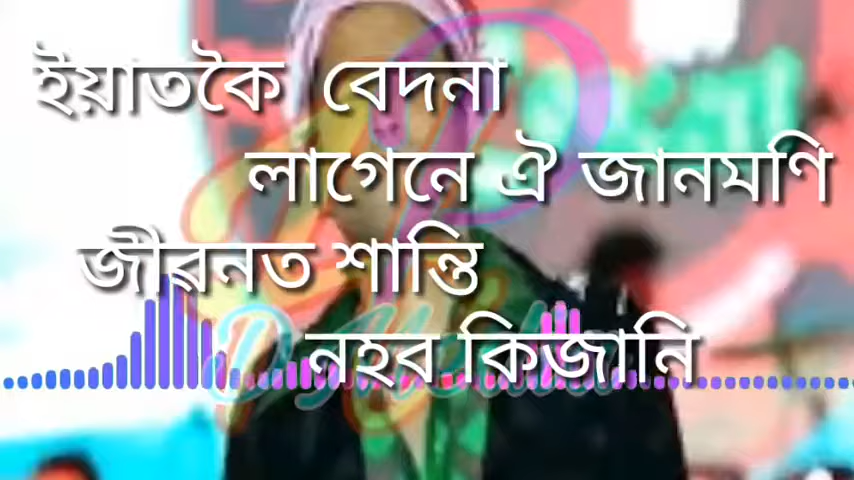 ইয়াতকৈ বেদনা
লাগেনে ঐ জানমণি
জীৱনত শান্তি
নহব কিজানি